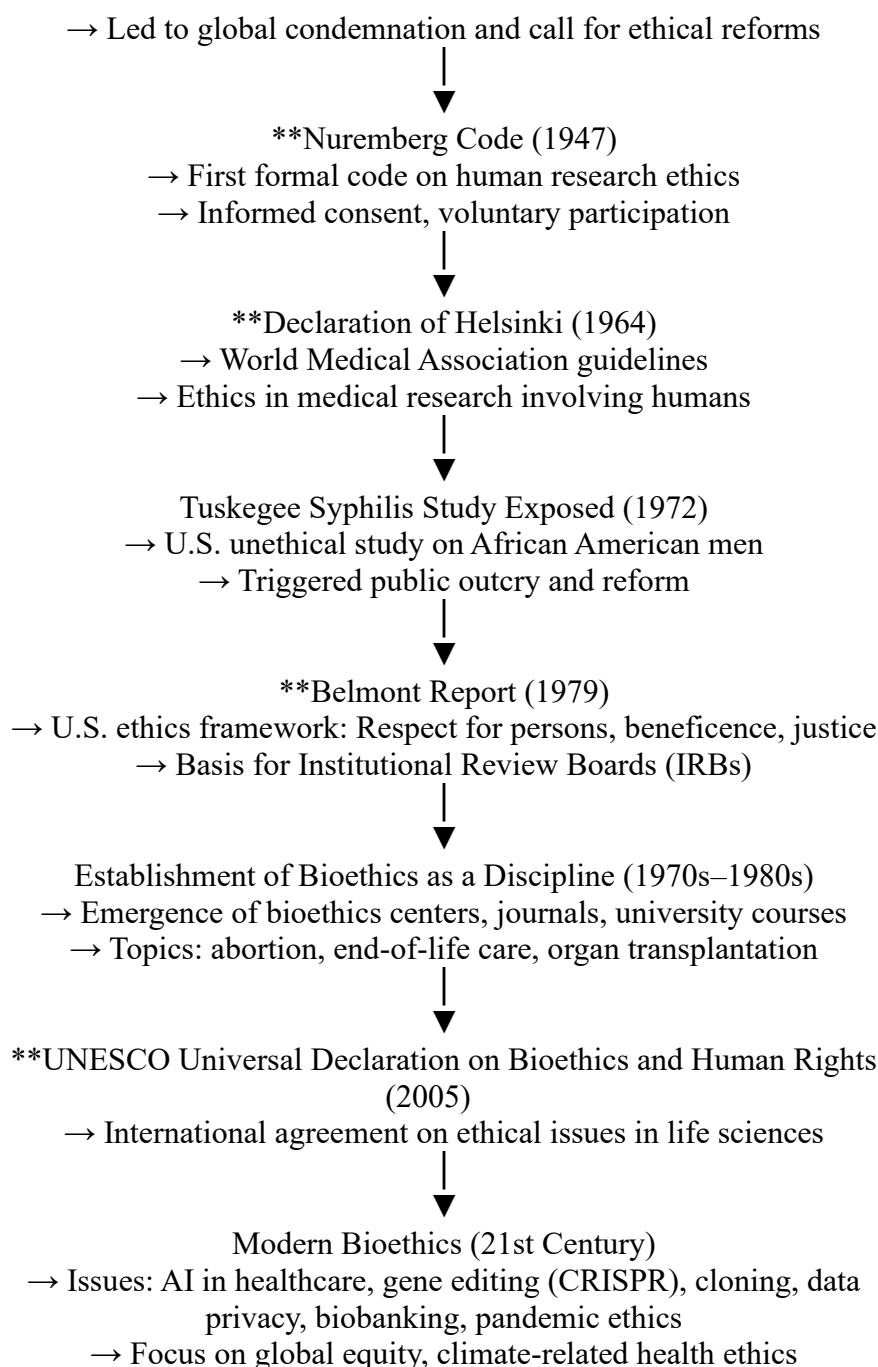 → Led to global condemnation and call for ethical reforms
**Nuremberg Code (1947)
→ First formal code on human research ethics
→ Informed consent, voluntary participation
**Declaration of Helsinki (1964)
→ World Medical Association guidelines
→ Ethics in medical research involving humans
Tuskegee Syphilis Study Exposed (1972)
→ U.S. unethical study on African American men
→ Triggered public outcry and reform
**Belmont Report (1979)
→ U.S. ethics framework: Respect for persons, beneficence, justice
→ Basis for Institutional Review Boards (IRBs)
Establishment of Bioethics as a Discipline (1970s–1980s)
→ Emergence of bioethics centers, journals, university courses
→ Topics: abortion, end-of-life care, organ transplantation
**UNESCO Universal Declaration on Bioethics and Human Rights
(2005)
→ International agreement on ethical issues in life sciences
Modern Bioethics (21st Century)
→ Issues: AI in healthcare, gene editing (CRISPR), cloning, data
privacy, biobanking, pandemic ethics
→ Focus on global equity, climate-related health ethics